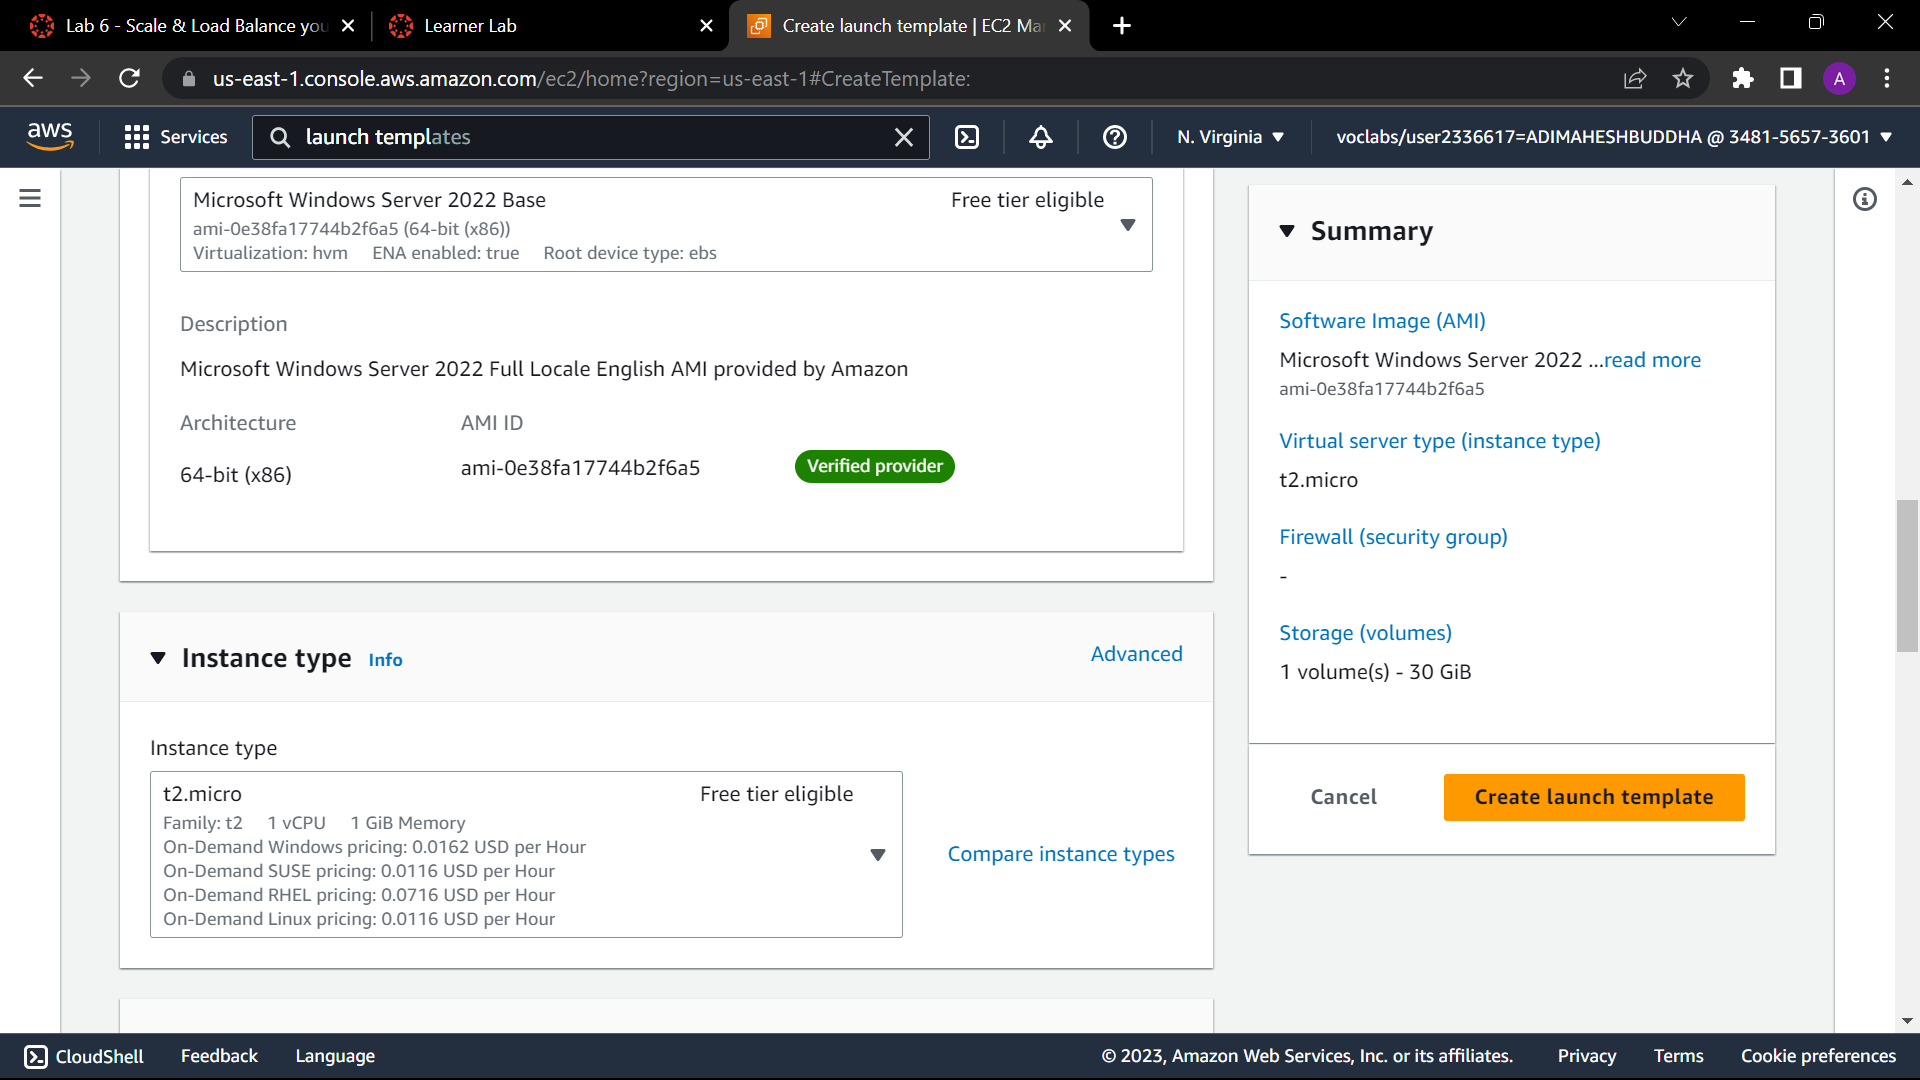 Lab 6 - Scale & Load Balance you
Learner Lab
Create launch template | EC2 Ma
us-east-1.console.aws.amazon.com/ec2/home?region=us-east-1#CreateTemplate:
A
aws
Services
launch templates
N. Virginia
voclabs/user2336617=ADIMAHESHBUDDHA @ 3481-5657-3601
Microsoft Windows Server 2022 Base
Free tier eligible
ami-0e38fa17744b2f6a5 (64-bit (x86))
Virtualization: hvm ENA enabled: true Root device type: ebs
Description
Microsoft Windows Server 2022 Full Locale English AMI provided by Amazon
Architecture
AMI ID
64-bit (x86)
ami-0e38fa17744b2f6a5
Verified provider
Instance type Info
Advanced
Instance type
t2.micro
Free tier eligible
Family: t2 1 vCPU 1 GiB Memory
On-Demand Windows pricing: 0.0162 USD per Hour
On-Demand SUSE pricing: 0.0116 USD per Hour
On-Demand RHEL pricing: 0.0716 USD per Hour
On-Demand Linux pricing: 0.0116 USD per Hour
Compare instance types
Summary
Software Image (AMI)
Microsoft Windows Server 2022 ...read more
ami-0e38fa17744b2f6a5
Virtual server type (instance type)
t2.micro
Firewall (security group)
-
Storage (volumes)
1 volume(s) - 30 GiB
Cancel
Create launch template
CloudShell
Feedback
Language
© 2023, Amazon Web Services, Inc. or its affiliates.
Privacy
Terms
Cookie preferences